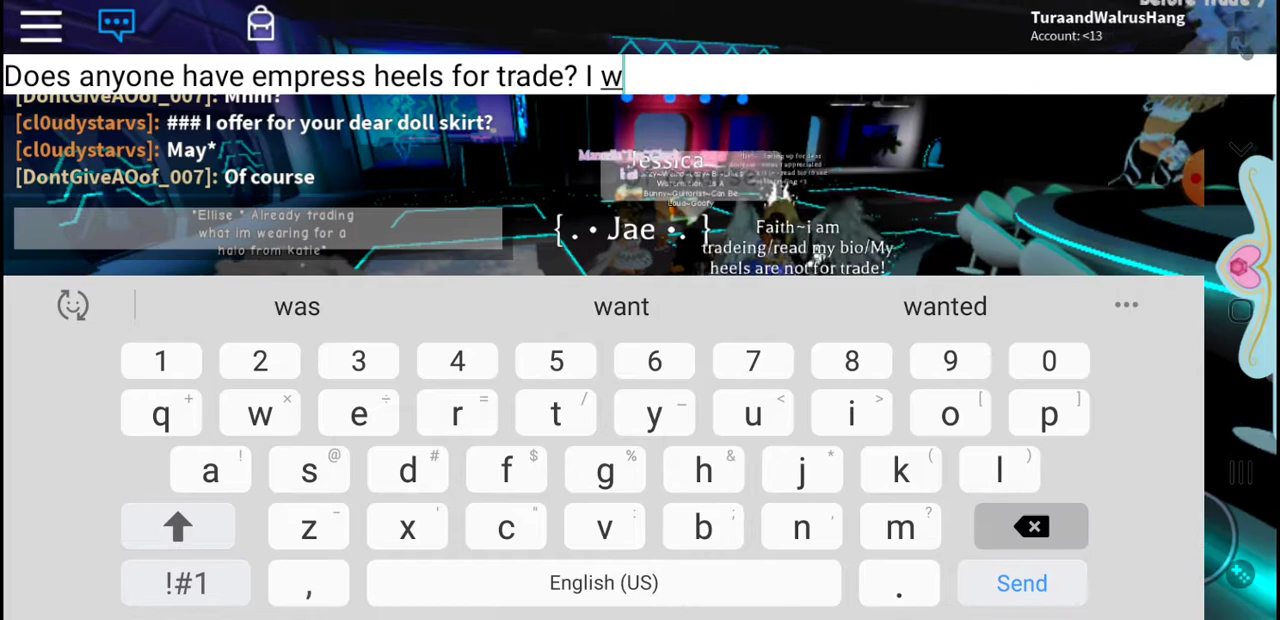 before trade y
TuraandWalrusHang
Account: <13
Does anyone have empress heels for trade? I w
[DontGiveAOof_007]: Mhm?
[cl0udystarvs]: ### I offer for your dear doll skirt?
[cl0udystarvs]: May*
[DontGiveAOof_007]: Of course
*Ellise * Already trading
what im wearing for a
halo from katie*
Jessica
{. • Jae •. }
Faith~i am
tradeing/read my bio/My
heels are not for trade!
was want wanted
1 2 3 4 5 6 7 8 9 0
+ × ÷ = / _ < > [ ]
q w e r t y u i o p
! @ # $ % & * ( )
a s d f g h j k l
- ' " : ; , ?
z x c v b n m
!#1 , English (US) . Send